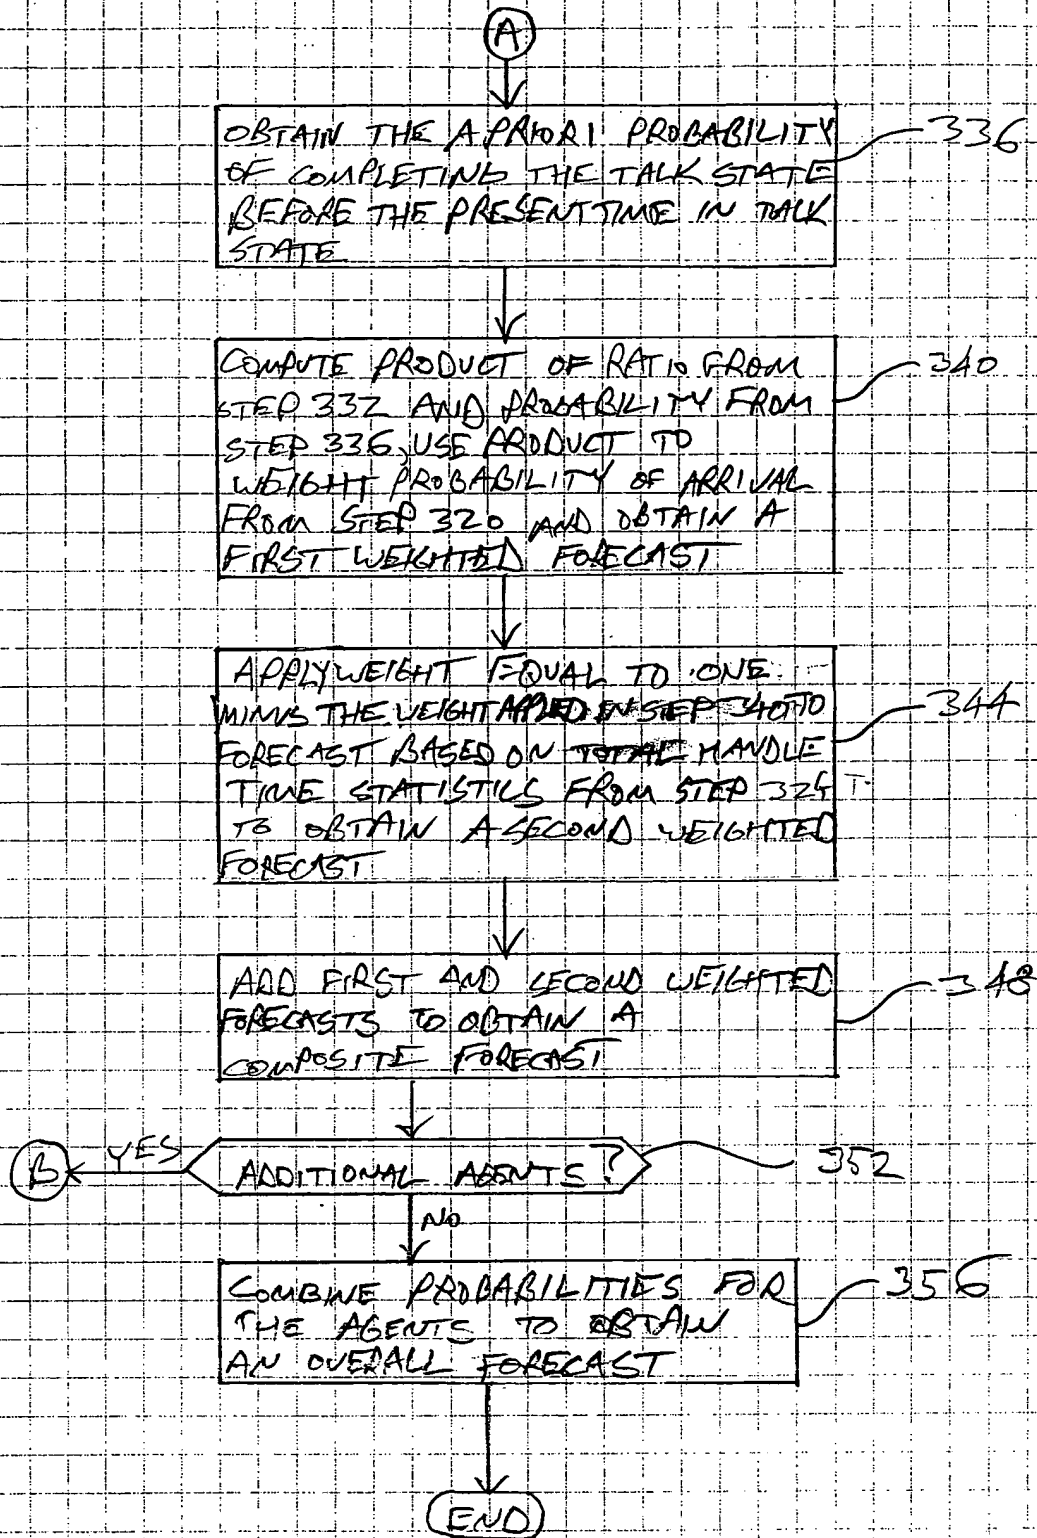 A
OBTAIN THE A PRIORI PROBABILITY
OF COMPLETING THE TALK STATE
BEFORE THE PRESENT TIME IN TALK
STATE
336
COMPUTE PRODUCT OF RATIO FROM
STEP 332 AND PROBABILITY FROM
STEP 336, USE PRODUCT TO
WEIGHT PROBABILITY OF ARRIVAL
FROM STEP 320 AND OBTAIN A
FIRST WEIGHTED FORECAST
340
APPLY WEIGHT EQUAL TO ONE
MINUS THE WEIGHT APPLIED IN STEP 340 TO
FORECAST BASED ON TOTAL HANDLE
TIME STATISTICS FROM STEP
TO OBTAIN A SECOND WEIGHTED
FORECAST
344
ADD FIRST AND SECOND WEIGHTED
FORECASTS TO OBTAIN A
COMPOSITE FORECAST
348
B
YES
ADDITIONAL AGENTS?
352
NO
COMBINE PROBABILITIES FOR
THE AGENTS TO OBTAIN
AN OVERALL FORECAST
356
END